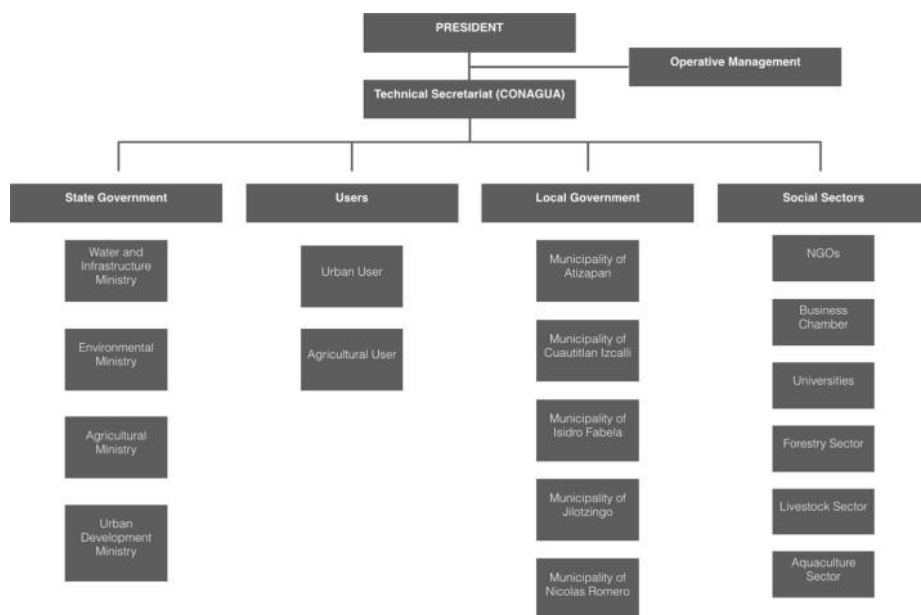 PRESIDENT
Operative Management
Technical Secretariat (CONAGUA)
State Government
Water and
Infrastructure
Ministry
Environmental
Ministry
Agricultural
Ministry
Urban
Development
Ministry
Users
Urban User
Agricultural User
Local Government
Municipality of
Atizapan
Municipality of
Cuautitlan Izcalli
Municipality of
Isidro Fabela
Municipality of
Jilotzingo
Municipality of
Nicolas Romero
Social Sectors
NGOs
Business
Chamber
Universities
Forestry Sector
Livestock Sector
Aquaculture
Sector